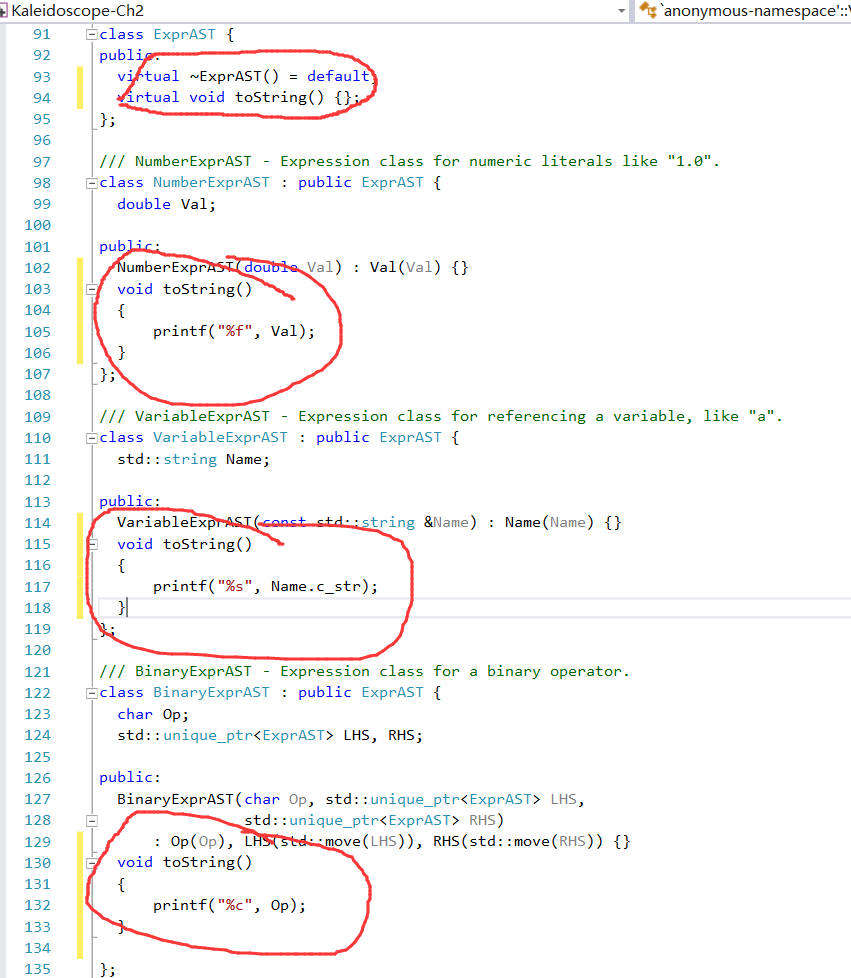 Kaleidoscope-Ch2 `anonymous-namespace'::V
91 class ExprAST {
92 public:
93 virtual ~ExprAST() = default;
94 virtual void toString() {};
95 };
96
97 /// NumberExprAST - Expression class for numeric literals like "1.0".
98 class NumberExprAST : public ExprAST {
99 double Val;
100
101 public:
102 NumberExprAST(double Val) : Val(Val) {}
103 void toString()
104 {
105 printf("%f", Val);
106 }
107 };
108
109 /// VariableExprAST - Expression class for referencing a variable, like "a".
110 class VariableExprAST : public ExprAST {
111 std::string Name;
112
113 public:
114 VariableExprAST(const std::string &Name) : Name(Name) {}
115 void toString()
116 {
117 printf("%s", Name.c_str);
118 }
119 };
120
121 /// BinaryExprAST - Expression class for a binary operator.
122 class BinaryExprAST : public ExprAST {
123 char Op;
124 std::unique_ptr<ExprAST> LHS, RHS;
125
126 public:
127 BinaryExprAST(char Op, std::unique_ptr<ExprAST> LHS,
128 std::unique_ptr<ExprAST> RHS)
129 : Op(Op), LHS(std::move(LHS)), RHS(std::move(RHS)) {}
130 void toString()
131 {
132 printf("%c", Op);
133 }
134
135 };